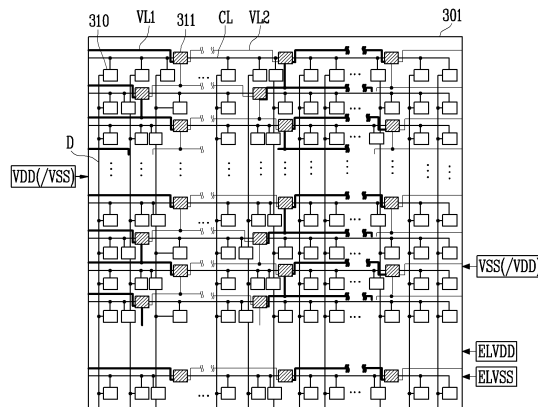 310 VL1 311 CL VL2 301
D
VDD(/VSS)
VSS(/VDD)
ELVDD
ELVSS